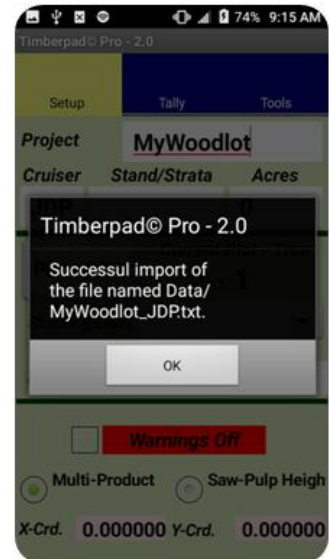 74% 9:15 AM
Timberpad© Pro - 2.0
Setup Tally Tools
Project MyWoodlot
Cruiser Stand/Strata Acres
JDP 0
Timberpad© Pro - 2.0
Successul import of
the file named Data/
MyWoodlot_JDP.txt.
OK
Warnings Off
Multi-Product Saw-Pulp Heigh
X-Crd. 0.000000 Y-Crd. 0.000000